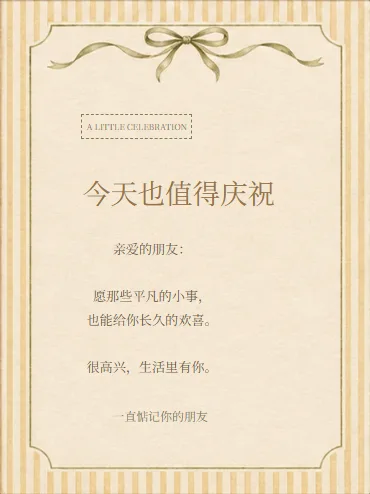 A LITTLE CELEBRATION
今天也值得庆祝
亲爱的朋友：
愿那些平凡的小事，
也能给你长久的欢喜。
很高兴，生活里有你。
一直惦记你的朋友